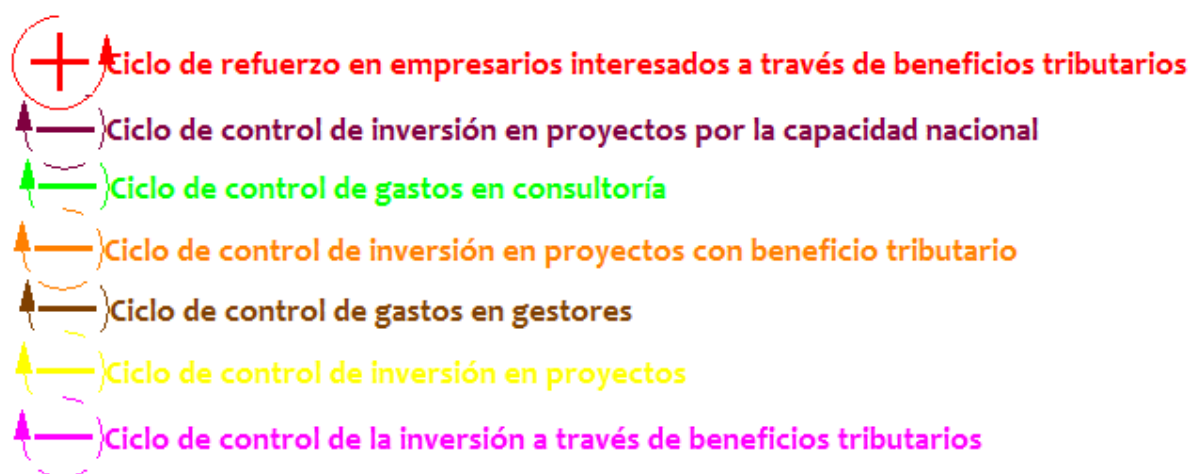 Ciclo de refuerzo en empresarios interesados a través de beneficios tributarios
Ciclo de control de inversión en proyectos por la capacidad nacional
Ciclo de control de gastos en consultoría
Ciclo de control de inversión en proyectos con beneficio tributario
Ciclo de control de gastos en gestores
Ciclo de control de inversión en proyectos
Ciclo de control de la inversión a través de beneficios tributarios